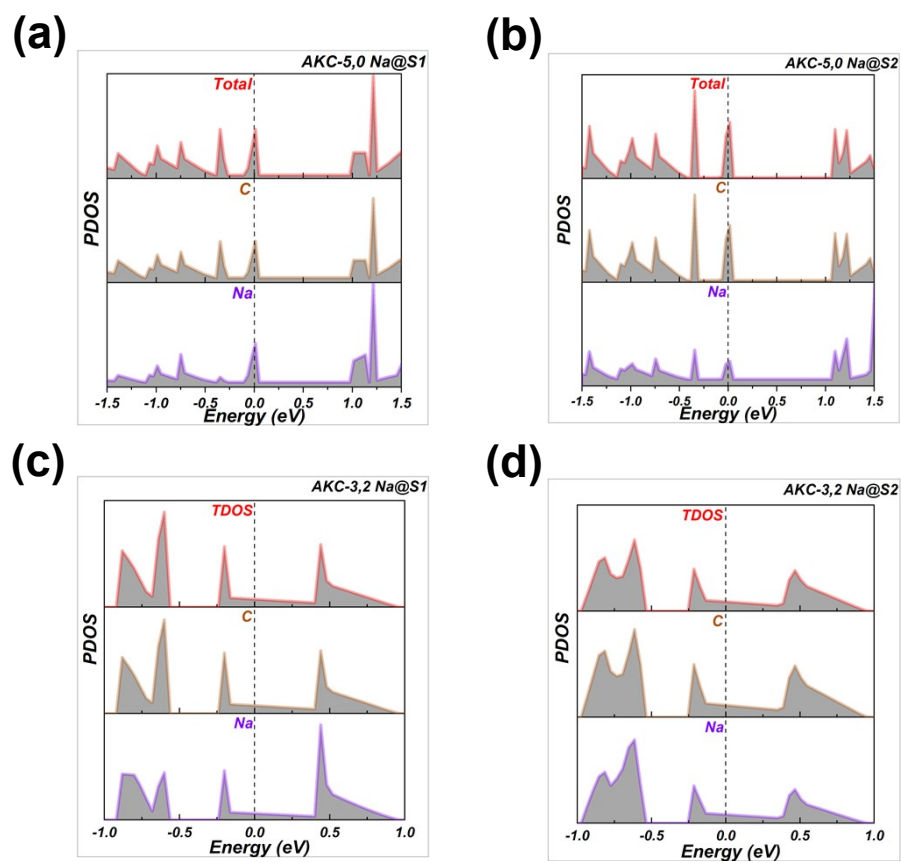 (a)
AKC-5,0 Na@S1
Total
C
Na
PDOS
-1.5 -1.0 -0.5 0.0 0.5 1.0 1.5
Energy (eV)
(b)
AKC-5,0 Na@S2
Total
C
Na
PDOS
-1.5 -1.0 -0.5 0.0 0.5 1.0 1.5
Energy (eV)
(c)
AKC-3,2 Na@S1
TDOS
C
Na
PDOS
-1.0 -0.5 0.0 0.5 1.0
Energy (eV)
(d)
AKC-3,2 Na@S2
TDOS
C
Na
PDOS
-1.0 -0.5 0.0 0.5 1.0
Energy (eV)